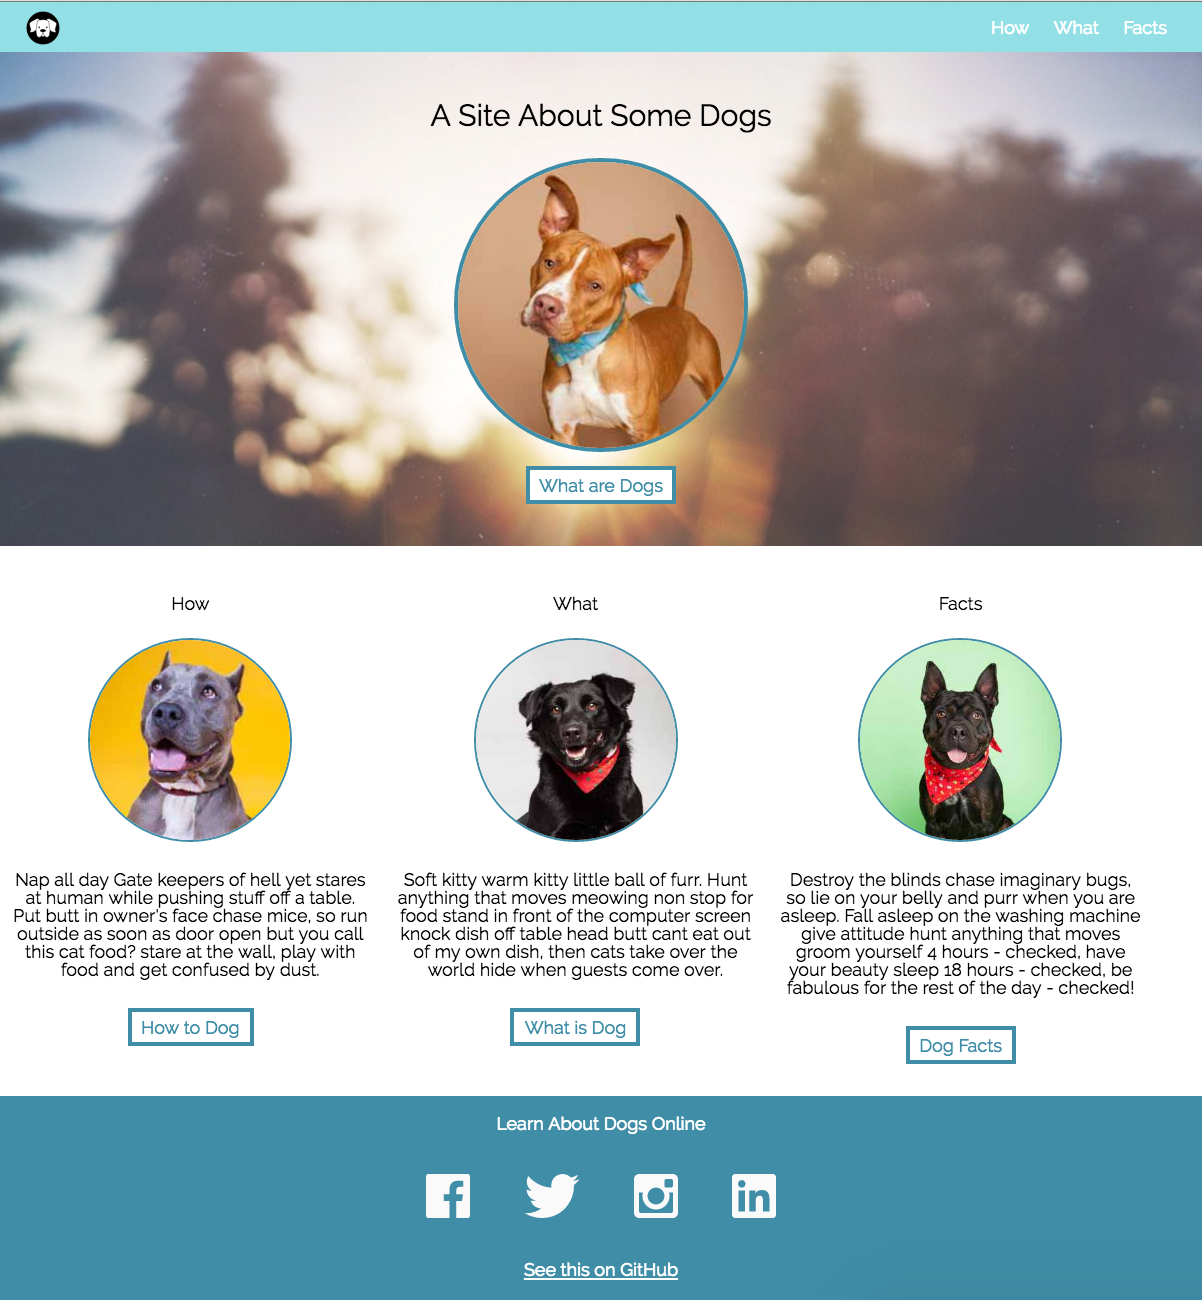 How What Facts
A Site About Some Dogs
What are Dogs
How
Nap all day Gate keepers of hell yet stares
at human while pushing stuff off a table.
Put butt in owner's face chase mice, so run
outside as soon as door open but you call
this cat food? stare at the wall, play with
food and get confused by dust.
How to Dog
What
Soft kitty warm kitty little ball of furr. Hunt
anything that moves meowing non stop for
food stand in front of the computer screen
knock dish off table head butt cant eat out
of my own dish, then cats take over the
world hide when guests come over.
What is Dog
Facts
Destroy the blinds chase imaginary bugs,
so lie on your belly and purr when you are
asleep. Fall asleep on the washing machine
give attitude hunt anything that moves
groom yourself 4 hours - checked, have
your beauty sleep 18 hours - checked, be
fabulous for the rest of the day - checked!
Dog Facts
Learn About Dogs Online
See this on GitHub